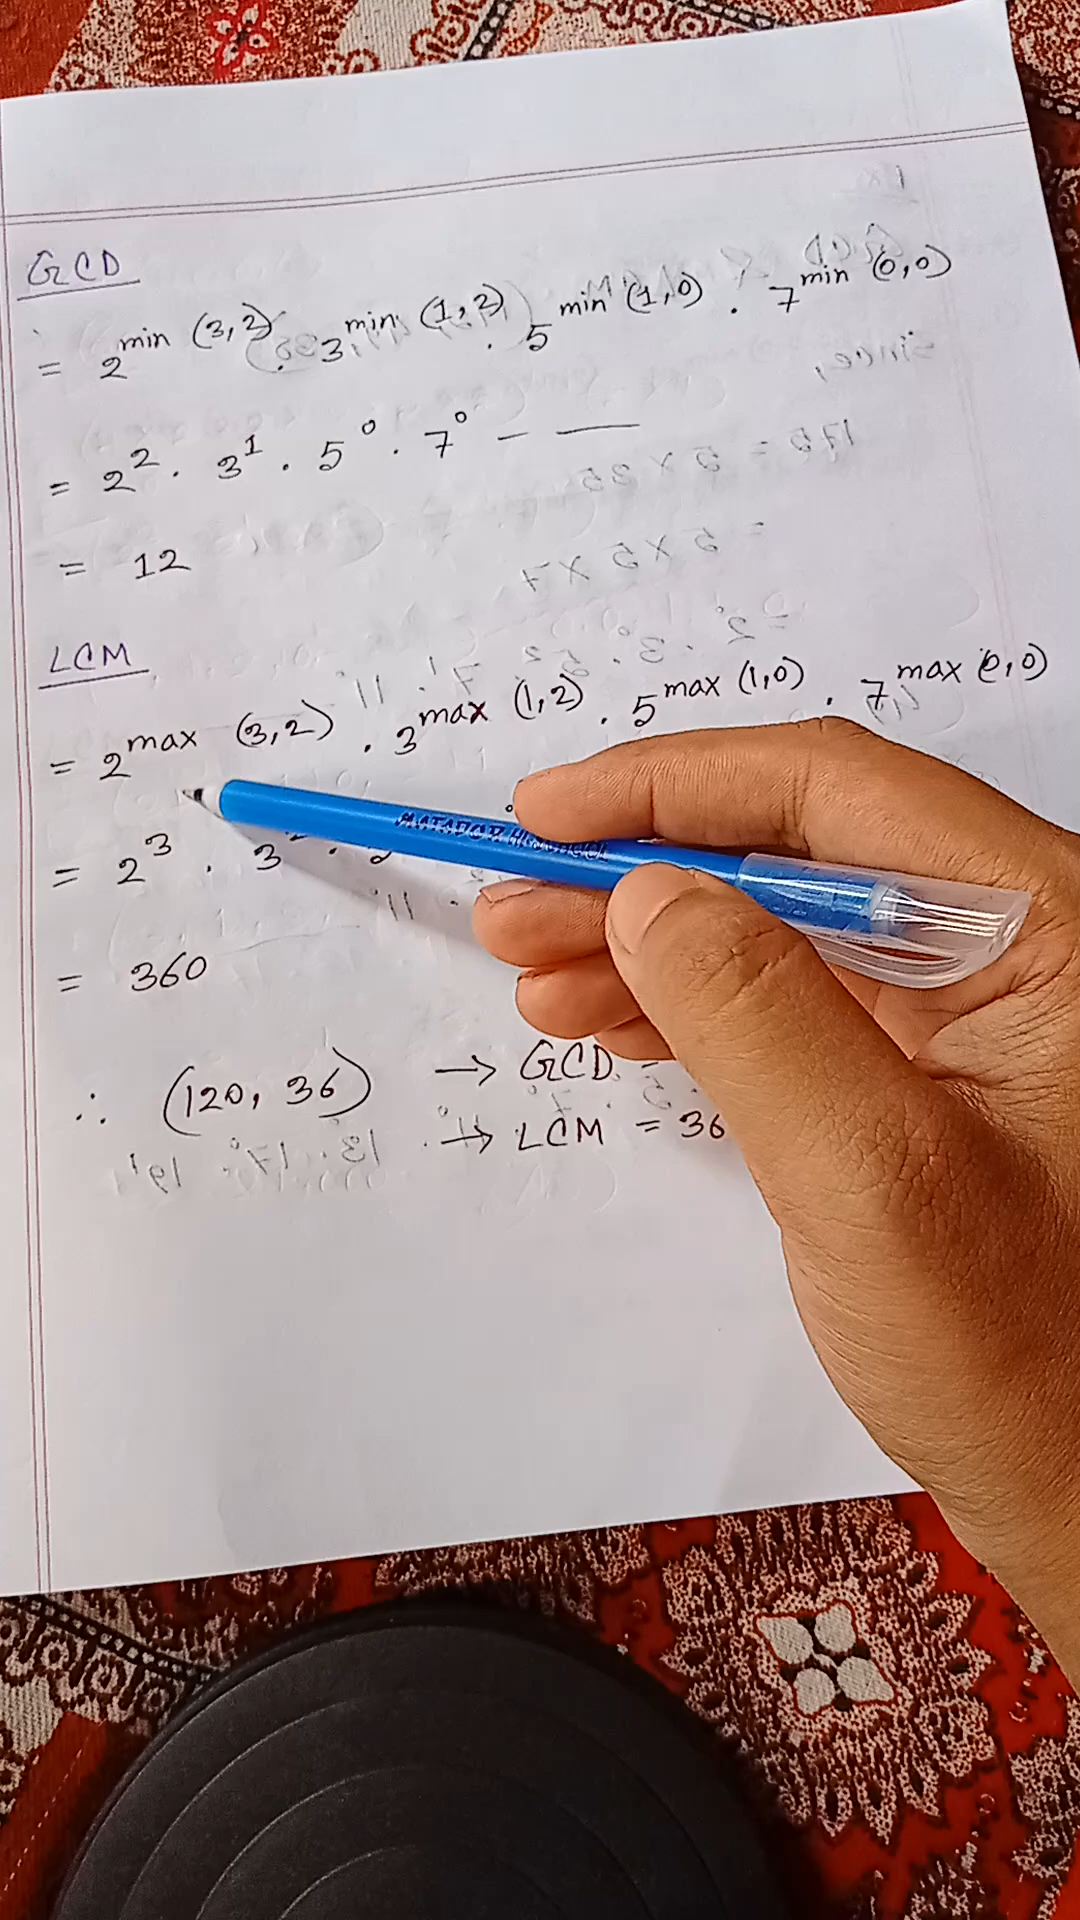 GCD
= 2^min (3,2) . 3^min (1,2) . 5^min (1,0) . 7^min (0,0)
= 2^2 . 3^1 . 5^0 . 7^0 - —
= 12
LCM
= 2^max (3,2) . 3^max (1,2) . 5^max (1,0) . 7^max (0,0)
= 2^3 . 3^2 .
= 360
∴ (120, 36) → GCD
→ LCM = 36
MATADOR